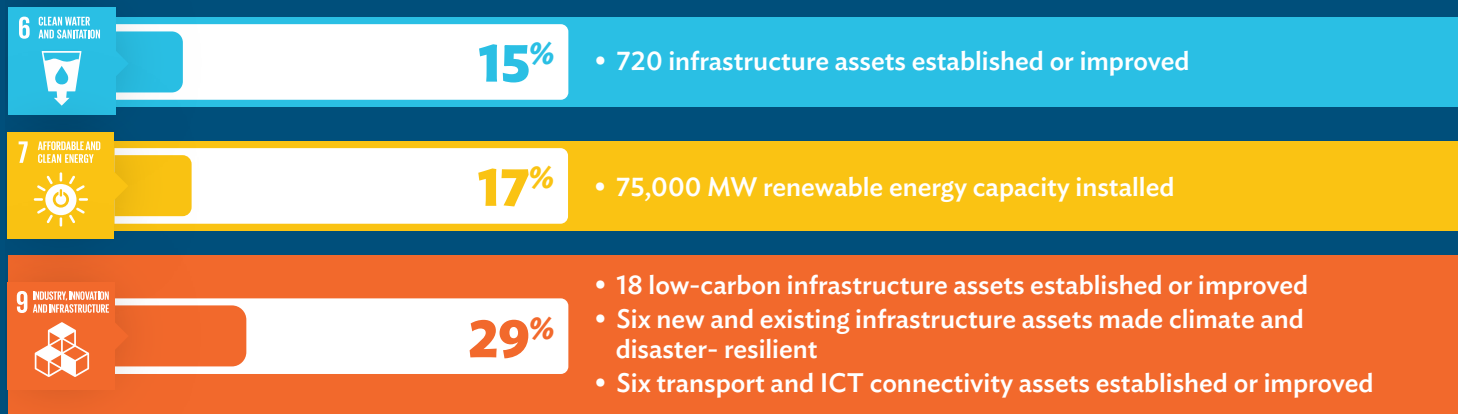 6 CLEAN WATER
AND SANITATION
15%
• 720 infrastructure assets established or improved
7 AFFORDABLE AND
CLEAN ENERGY
17%
• 75,000 MW renewable energy capacity installed
9 INDUSTRY, INNOVATION
AND INFRASTRUCTURE
29%
• 18 low-carbon infrastructure assets established or improved
• Six new and existing infrastructure assets made climate and
disaster- resilient
• Six transport and ICT connectivity assets established or improved